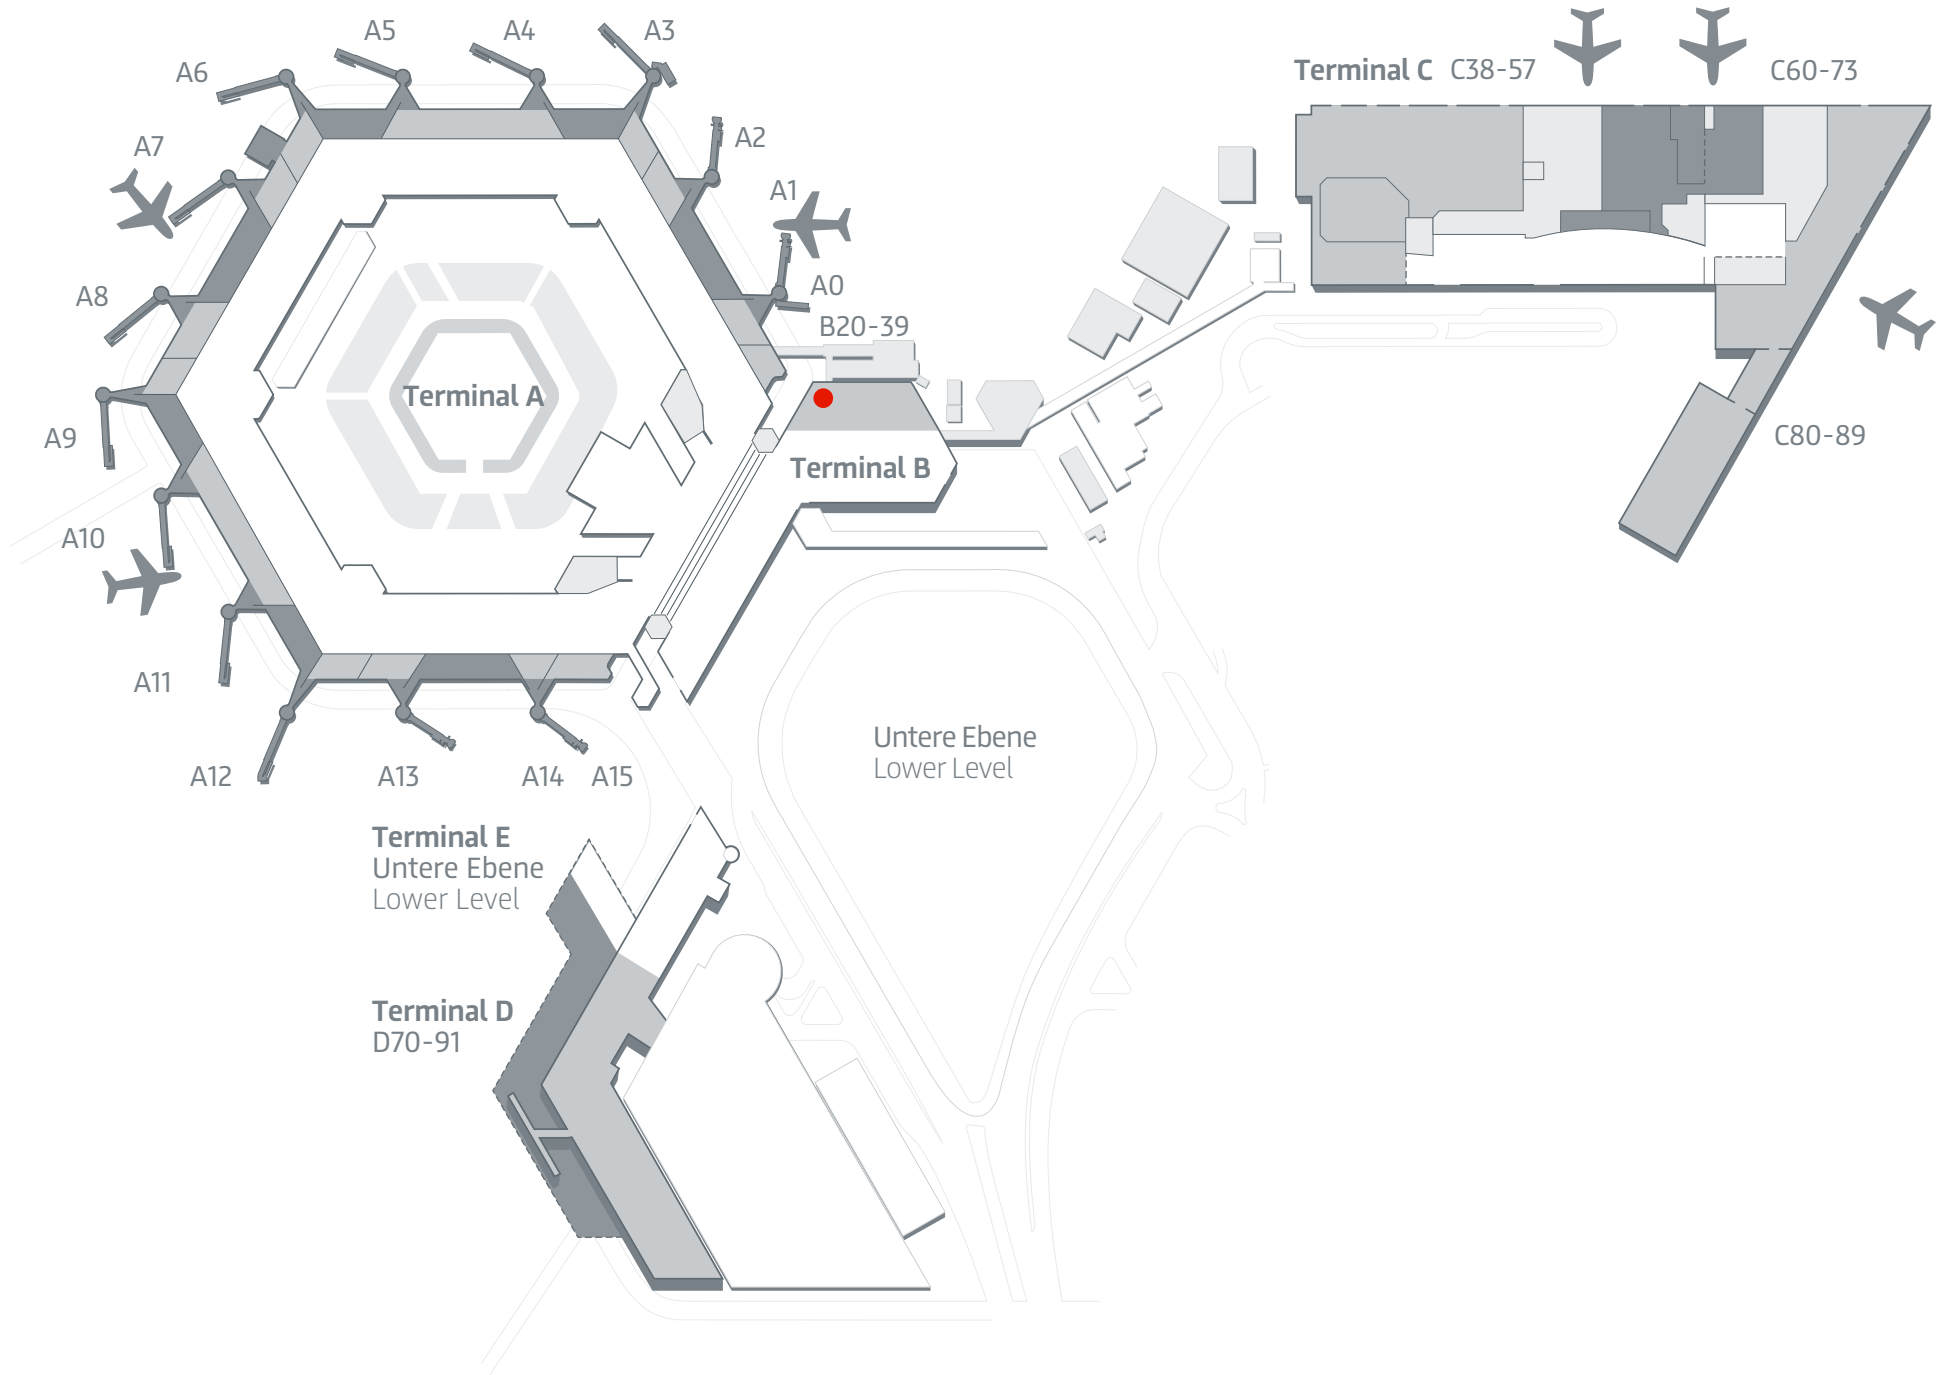 A5
A4
A3
A6
Terminal C C38-57
C60-73
A7
A2
A1
A8
A0
B20-39
Terminal A
A9
C80-89
Terminal B
A10
A11
Untere Ebene
Lower Level
A12
A13
A14
A15
Terminal E
Untere Ebene
Lower Level
Terminal D
D70-91